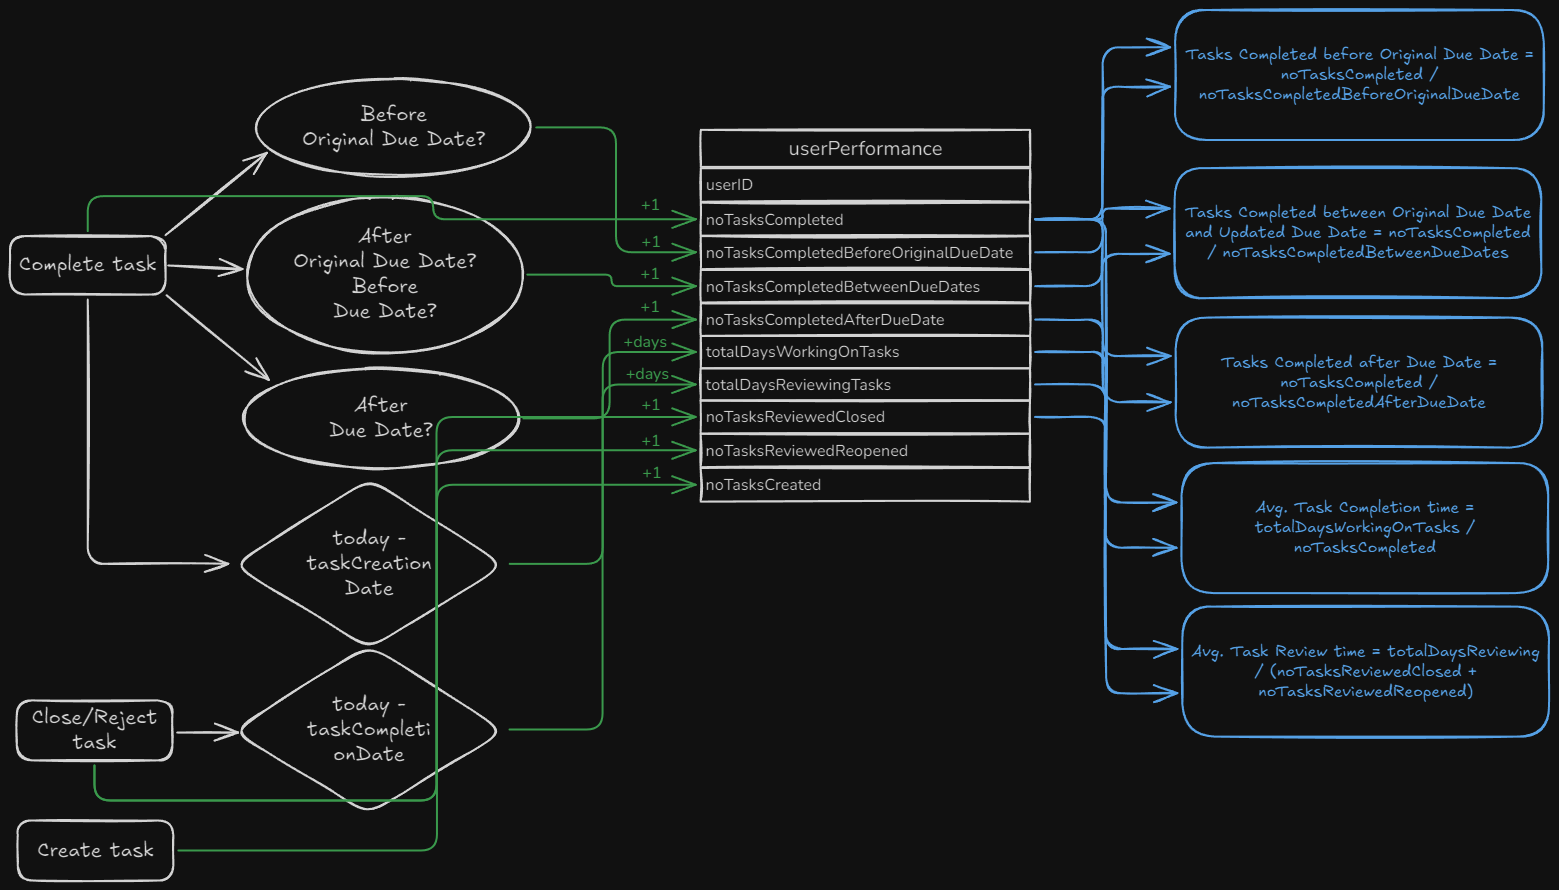 Before
Original Due Date?
After
Original Due Date?
Before
Due Date?
Complete task
After
Due Date?
today -
taskCreation
Date
today -
taskCompleti
onDate
Close/Reject
task
Create task
+1
+1
+1
+1
+days
+days
+1
+1
+1
userPerformance
userID
noTasksCompleted
noTasksCompletedBeforeOriginalDueDate
noTasksCompletedBetweenDueDates
noTasksCompletedAfterDueDate
totalDaysWorkingOnTasks
totalDaysReviewingTasks
noTasksReviewedClosed
noTasksReviewedReopened
noTasksCreated
Tasks Completed before Original Due Date =
noTasksCompleted /
noTasksCompletedBeforeOriginalDueDate
Tasks Completed between Original Due Date
and Updated Due Date = noTasksCompleted
/ noTasksCompletedBetweenDueDates
Tasks Completed after Due Date =
noTasksCompleted /
noTasksCompletedAfterDueDate
Avg. Task Completion time =
totalDaysWorkingOnTasks /
noTasksCompleted
Avg. Task Review time = totalDaysReviewing
/ (noTasksReviewedClosed +
noTasksReviewedReopened)